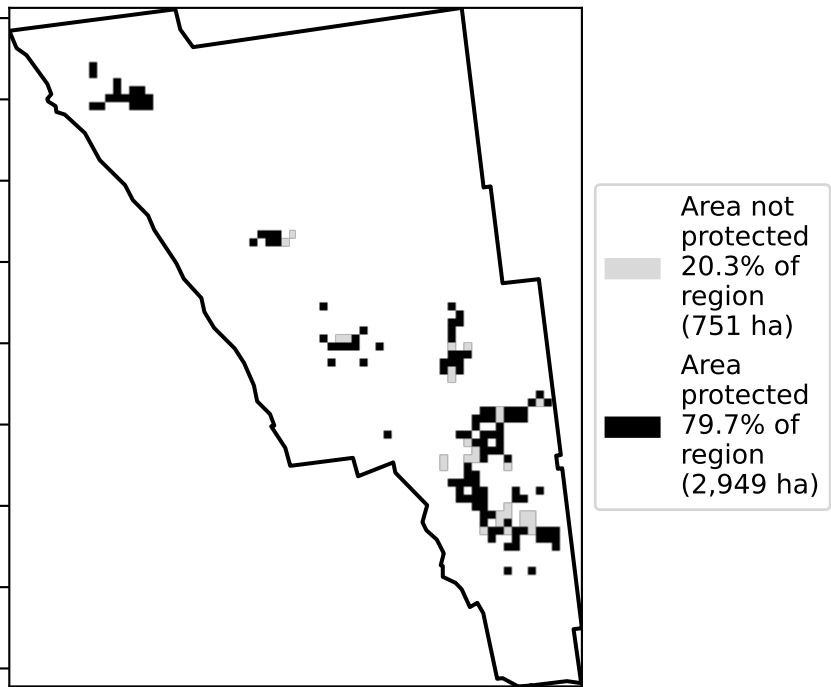 Area not
protected
20.3% of
region
(751 ha)
Area
protected
79.7% of
region
(2,949 ha)